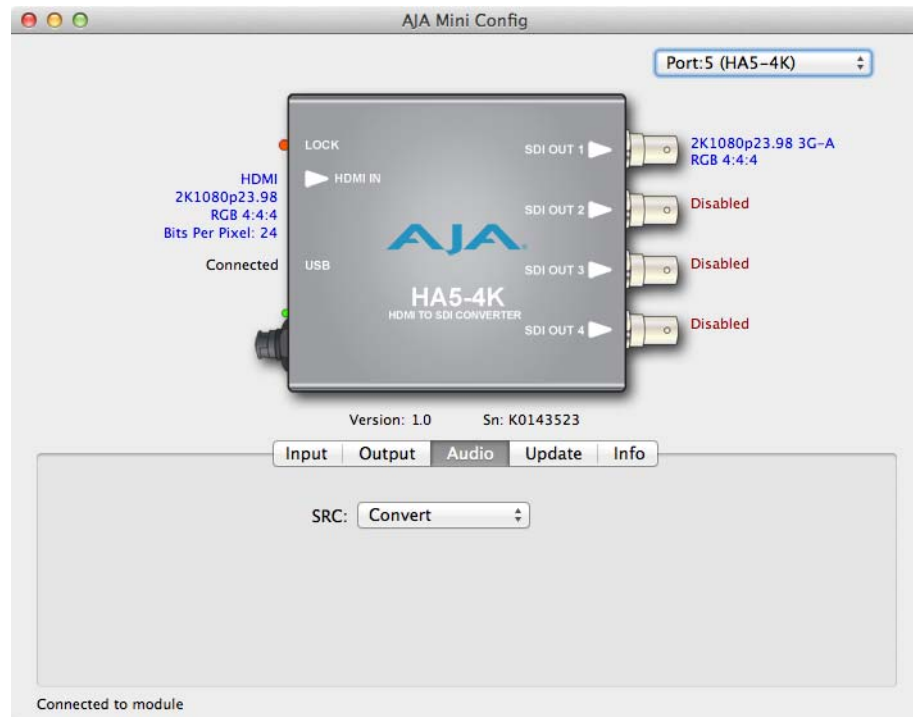 AJA Mini Config
Port:5 (HA5-4K)
LOCK
HDMI IN
HDMI
2K1080p23.98
RGB 4:4:4
Bits Per Pixel: 24
Connected
USB
SDI OUT 1
2K1080p23.98 3G-A
RGB 4:4:4
SDI OUT 2
Disabled
SDI OUT 3
Disabled
SDI OUT 4
Disabled
AJA
HA5-4K
HDMI TO SDI CONVERTER
Version: 1.0 Sn: K0143523
Input Output Audio Update Info
SRC: Convert
Connected to module